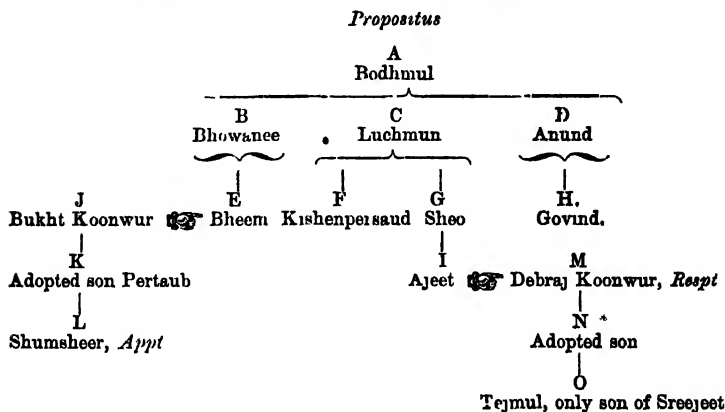 Propositus
A
Bodhmul
B C D
Bhowanee Luchmun Anund
J E F G H.
Bukht Koonwur Bheem Kishenpersaud Sheo Govind.
K I M
Adopted son Pertaub Ajeet Debraj Koonwur, Respt
L N *
Shumsheer, Appt Adopted son
O
Tejmul, only son of Sreejeet